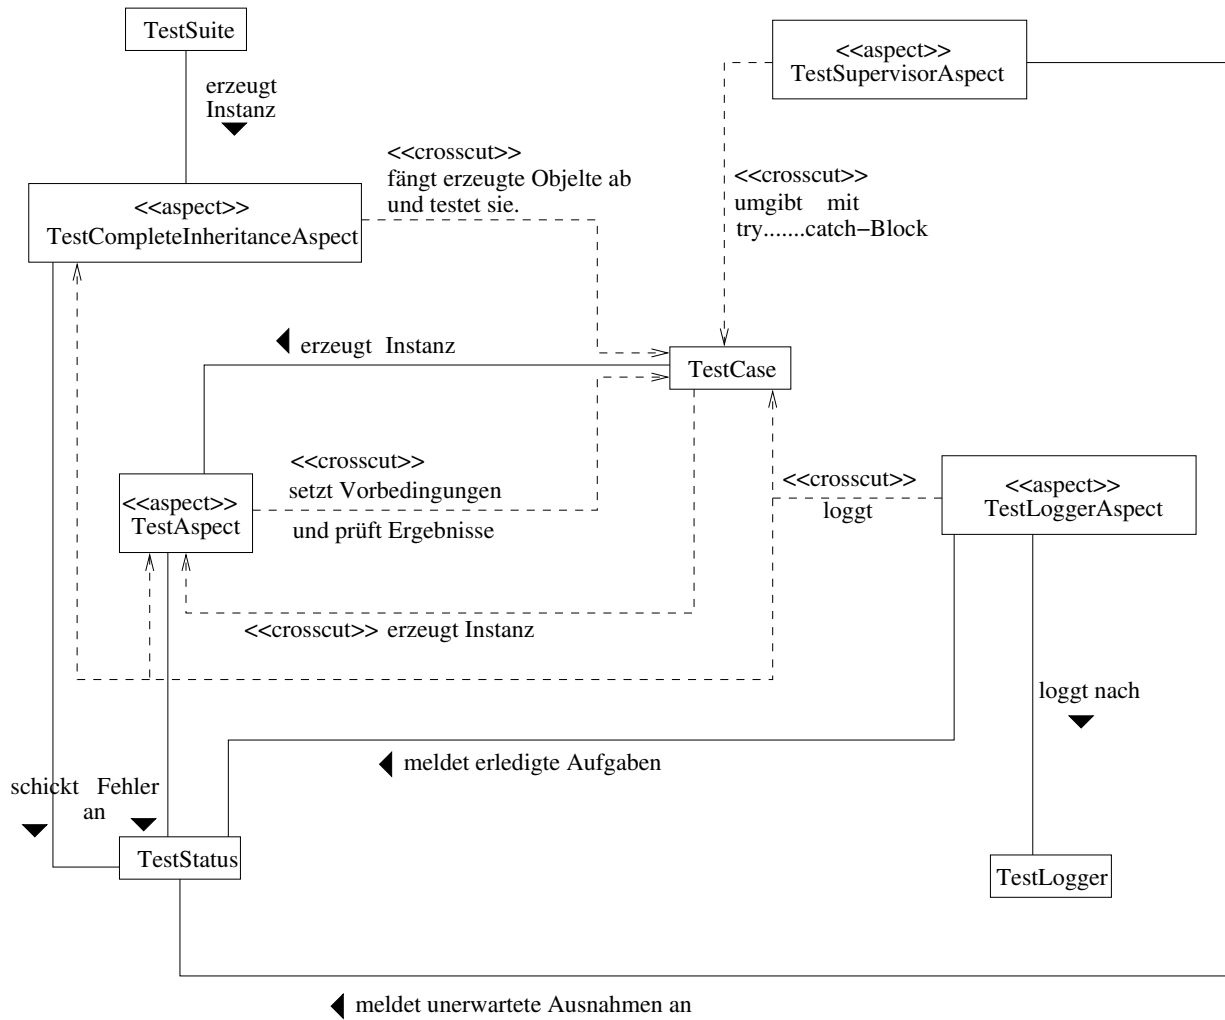 TestSuite
<<aspect>>
TestSupervisorAspect
erzeugt
Instanz
<<crosscut>>
fängt erzeugte Objelte ab
und testet sie.
<<crosscut>>
umgibt mit
try.......catch−Block
<<aspect>>
TestCompleteInheritanceAspect
erzeugt Instanz
TestCase
<<crosscut>>
setzt Vorbedingungen
und prüft Ergebnisse
<<aspect>>
TestAspect
<<crosscut>>
loggt
<<aspect>>
TestLoggerAspect
<<crosscut>> erzeugt Instanz
loggt nach
meldet erledigte Aufgaben
schickt Fehler
an
TestStatus
TestLogger
meldet unerwartete Ausnahmen an